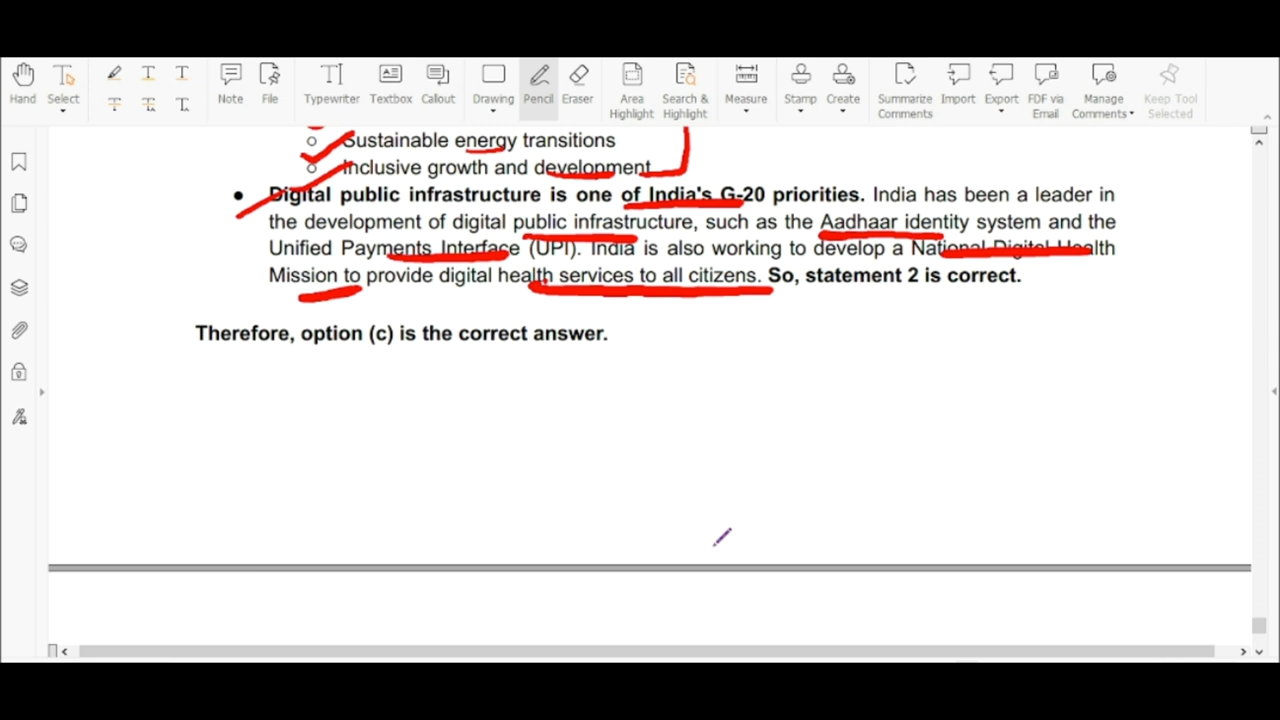 Hand
Select
Note
File
Typewriter
Textbox
Callout
Drawing
Pencil
Eraser
Area
Highlight
Search &
Highlight
Measure
Stamp
Create
Summarize
Comments
Import
Export
FDF via
Email
Manage
Comments
Keep Tool
Selected
Sustainable energy transitions
Inclusive growth and development
Digital public infrastructure is one of India's G-20 priorities. India has been a leader in
the development of digital public infrastructure, such as the Aadhaar identity system and the
Unified Payments Interface (UPI). India is also working to develop a National Digital Health
Mission to provide digital health services to all citizens. So, statement 2 is correct.
Therefore, option (c) is the correct answer.